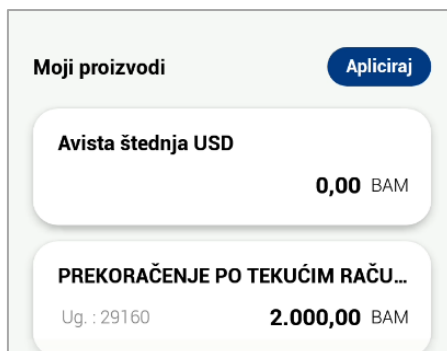 Moji proizvodi Apliciraj
Avista štednja USD
0,00 BAM
PREKORAČENJE PO TEKUĆIM RAČU...
Ug. : 29160 2.000,00 BAM